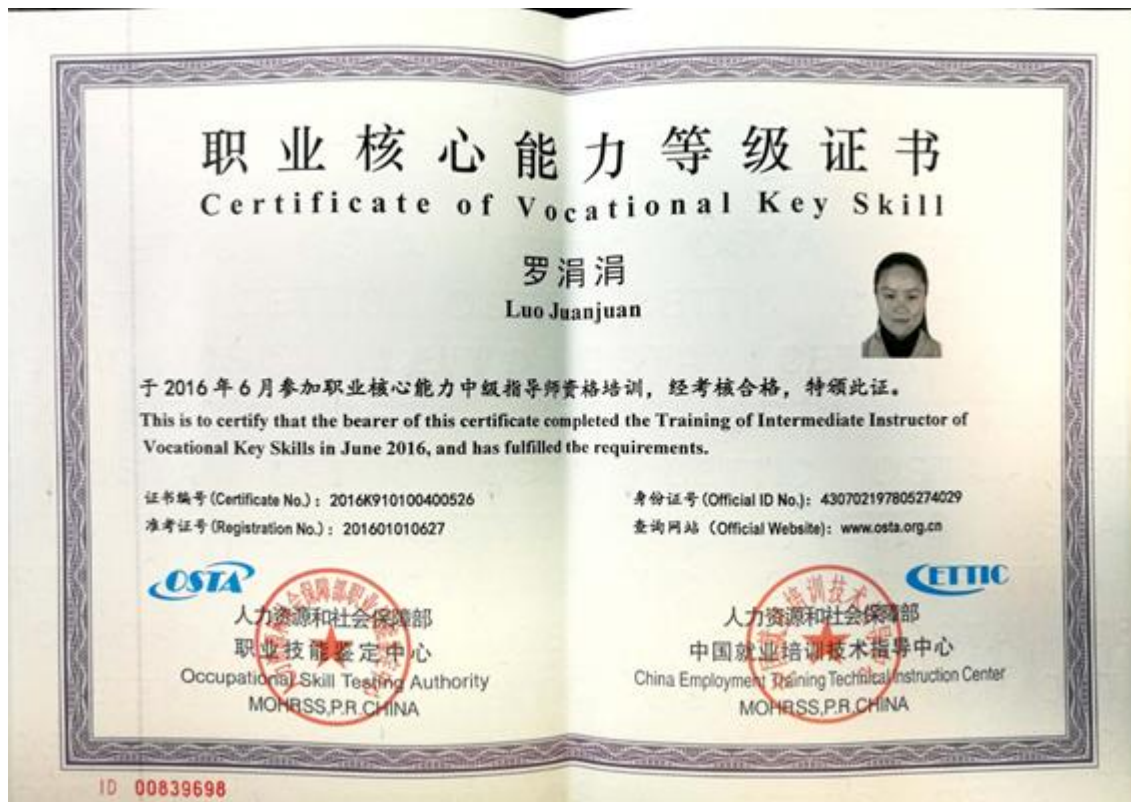 职业核心能力等级证书
Certificate of Vocational Key Skill
罗涓涓
Luo Juanjuan
于 2016 年 6 月参加职业核心能力中级指导师资格培训，经考核合格，特颁此证。
This is to certify that the bearer of this certificate completed the Training of Intermediate Instructor of
Vocational Key Skills in June 2016, and has fulfilled the requirements.
证书编号(Certificate No.)：2016K910100400526
准考证号(Registration No.)：201601010627
身份证号(Official ID No.)：430702197805274029
查询网站（Official Website)：www.osta.org.cn
OSTA
人力资源和社会保障部
职业技能鉴定中心
Occupational Skill Testing Authority
MOHRSS,P.R.CHINA
CETTIC
人力资源和社会保障部
中国就业培训技术指导中心
China Employment Training Technical Instruction Center
MOHRSS,P.R.CHINA
ID 00839698